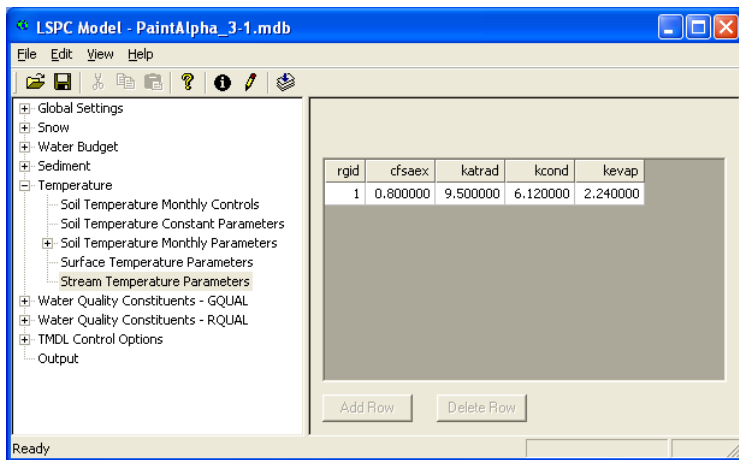 LSPC Model - PaintAlpha_3-1.mdb
File Edit View Help
Global Settings
Snow
Water Budget
Sediment
Temperature
Soil Temperature Monthly Controls
Soil Temperature Constant Parameters
Soil Temperature Monthly Parameters
Surface Temperature Parameters
Stream Temperature Parameters
Water Quality Constituents - GQUAL
Water Quality Constituents - RQUAL
TMDL Control Options
Output
rgid cfsaex katrad kcond kevap
1 0.800000 9.500000 6.120000 2.240000
Add Row Delete Row
Ready